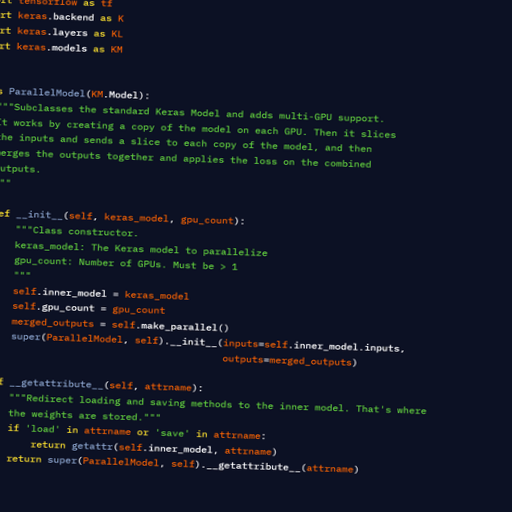 rt tensorflow as tf
rt keras.backend as K
rt keras.layers as KL
rt keras.models as KM
s ParallelModel(KM.Model):
"""Subclasses the standard Keras Model and adds multi-GPU support.
It works by creating a copy of the model on each GPU. Then it slices
the inputs and sends a slice to each copy of the model, and then
erges the outputs together and applies the loss on the combined
utputs.
""
ef __init__(self, keras_model, gpu_count):
"""Class constructor.
keras_model: The Keras model to parallelize
gpu_count: Number of GPUs. Must be > 1
"""
self.inner_model = keras_model
self.gpu_count = gpu_count
merged_outputs = self.make_parallel()
super(ParallelModel, self).__init__(inputs=self.inner_model.inputs,
outputs=merged_outputs)
f __getattribute__(self, attrname):
"""Redirect loading and saving methods to the inner model. That's where
the weights are stored."""
if 'load' in attrname or 'save' in attrname:
return getattr(self.inner_model, attrname)
return super(ParallelModel, self).__getattribute__(attrname)